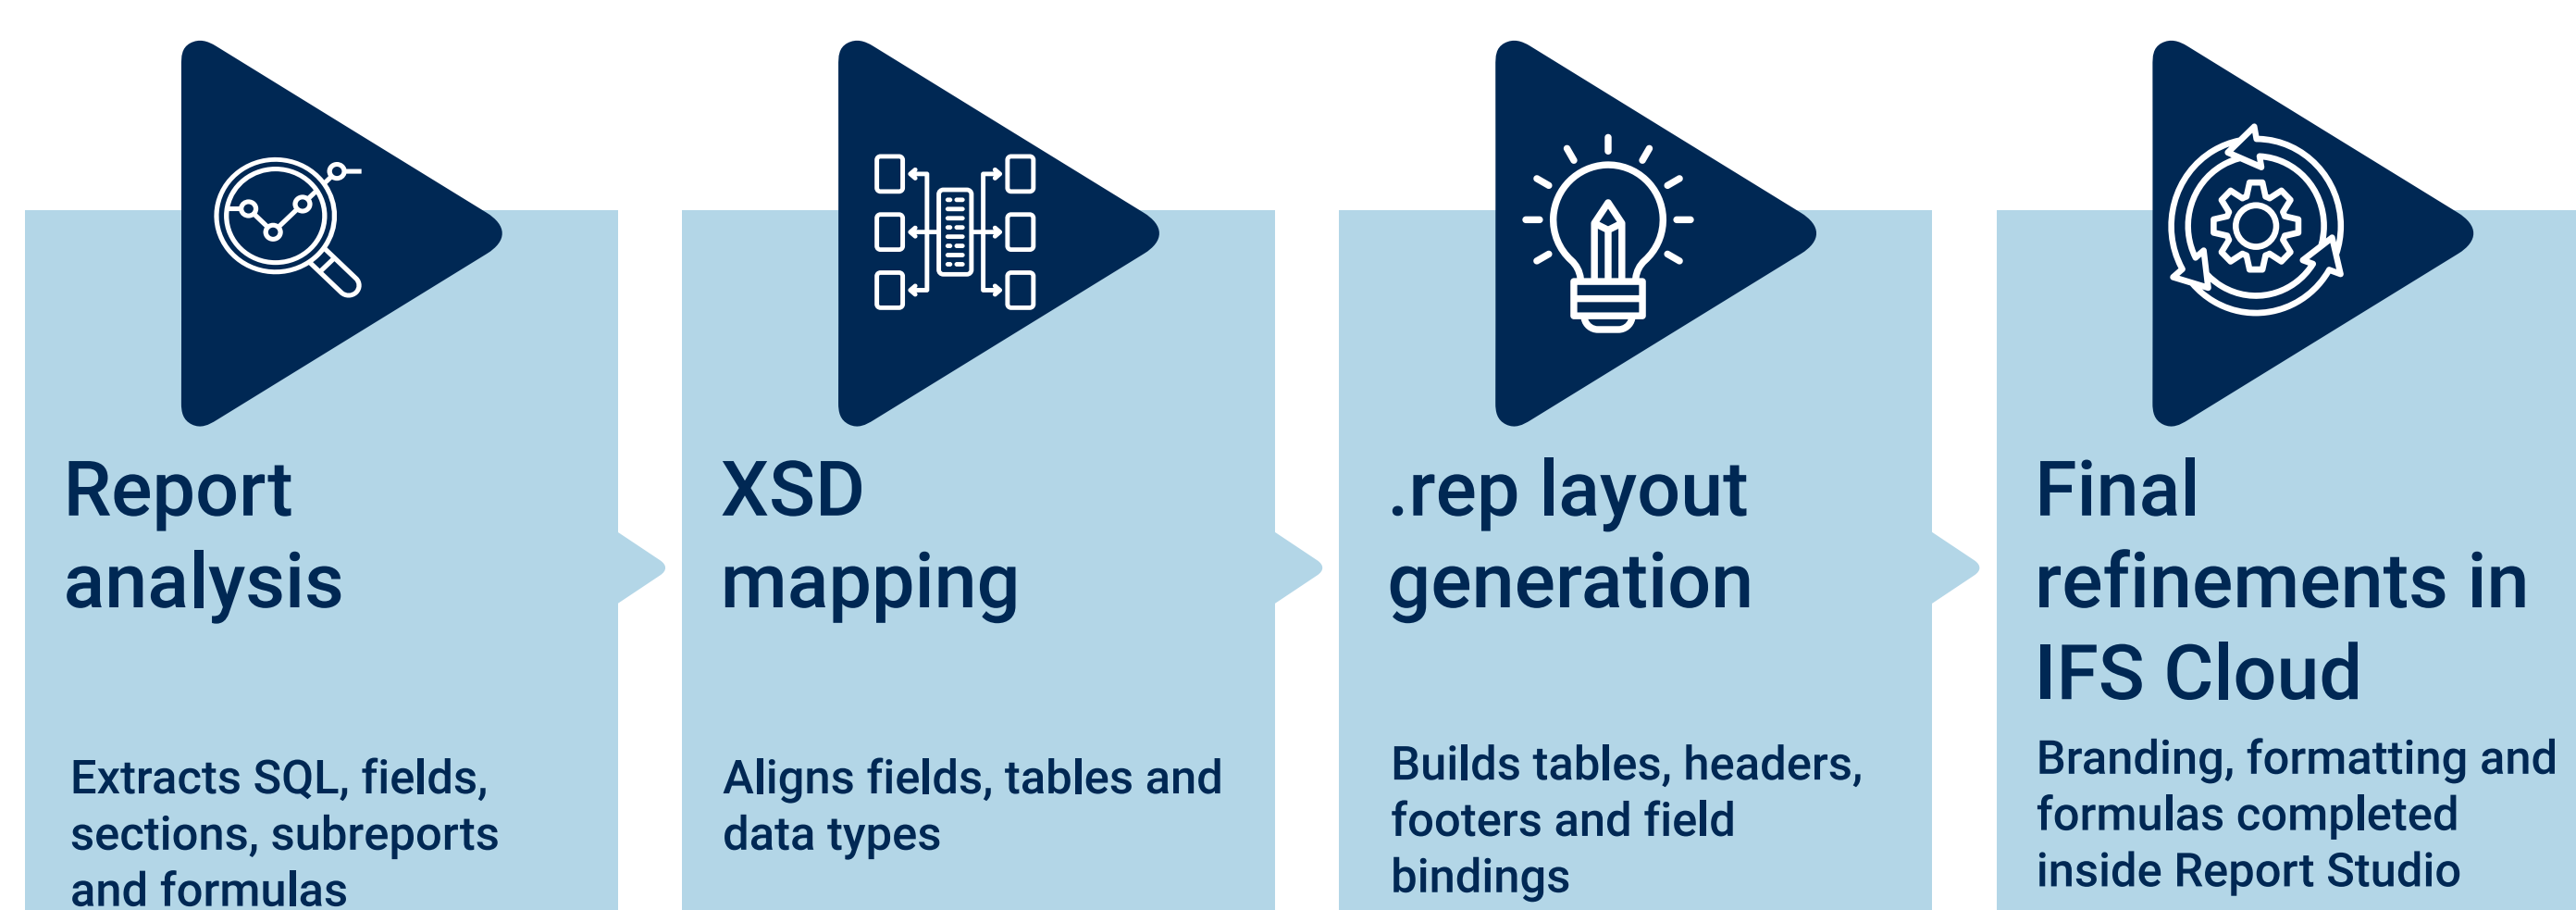 Report
analysis
Extracts SQL, fields,
sections, subreports
and formulas
XSD
mapping
Aligns fields, tables and
data types
.rep layout
generation
Builds tables, headers,
footers and field
bindings
Final
refinements in
IFS Cloud
Branding, formatting and
formulas completed
inside Report Studio